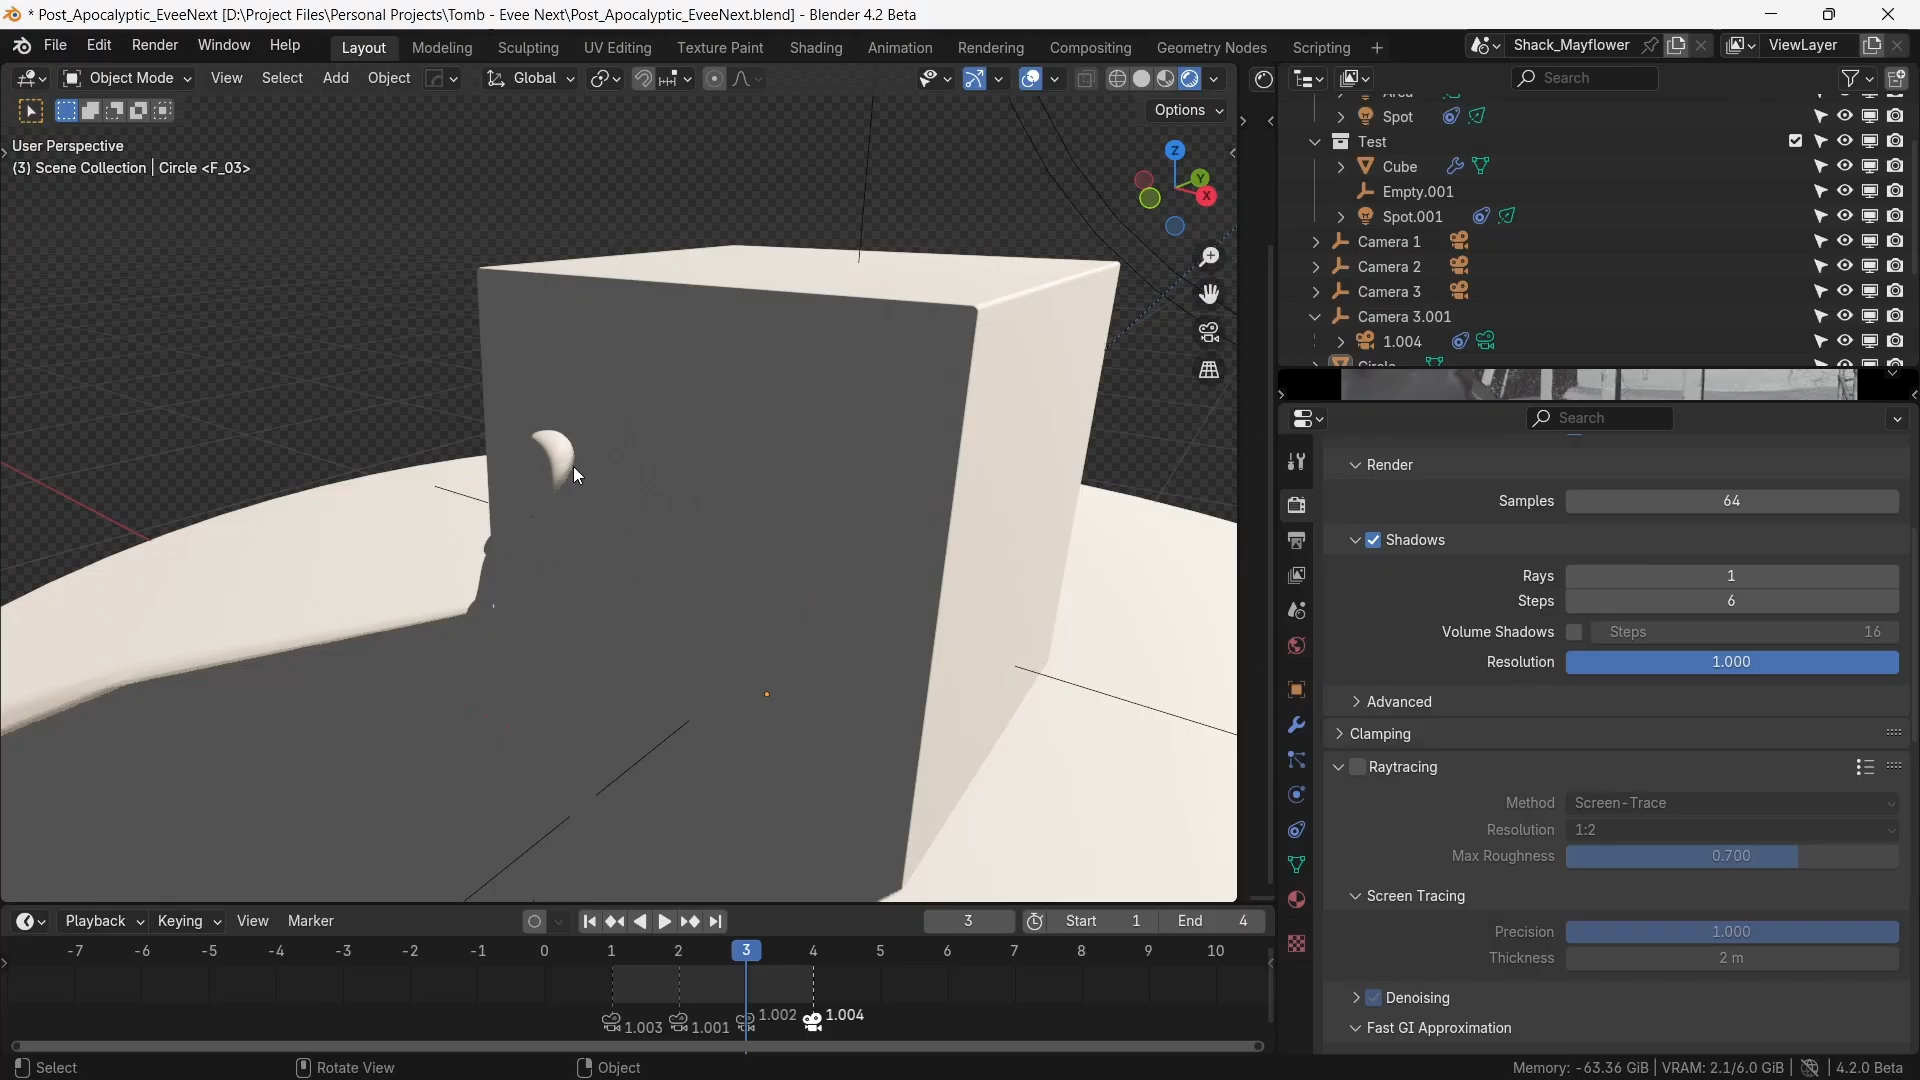 * Post_Apocalyptic_EveeNext [D:\Project Files\Personal Projects\Tomb - Evee Next\Post_Apocalyptic_EveeNext.blend] - Blender 4.2 Beta
File Edit Render Window Help Layout Modeling Sculpting UV Editing Texture Paint Shading Animation Rendering Compositing Geometry Nodes Scripting + Shack_Mayflower ViewLayer
Object Mode View Select Add Object Global Search
Options
User Perspective
(3) Scene Collection | Circle <F_03>
Z
Y
X
Spot
Test
Cube
Empty.001
Spot.001
Camera 1
Camera 2
Camera 3
Camera 3.001
1.004
Circle
Search
Render
Samples 64
Shadows
Rays 1
Steps 6
Volume Shadows Steps 16
Resolution 1.000
Advanced
Clamping
Raytracing
Method Screen-Trace
Resolution 1:2
Max Roughness 0.700
Screen Tracing
Precision 1.000
Thickness 2 m
Denoising
Fast GI Approximation
Playback Keying View Marker 3 Start 1 End 4
-7 -6 -5 -4 -3 -2 -1 0 1 2 3 4 5 6 7 8 9 10
1.003 1.001 1.002 1.004
Select Rotate View Object Memory: -63.36 GiB | VRAM: 2.1/6.0 GiB | 4.2.0 Beta